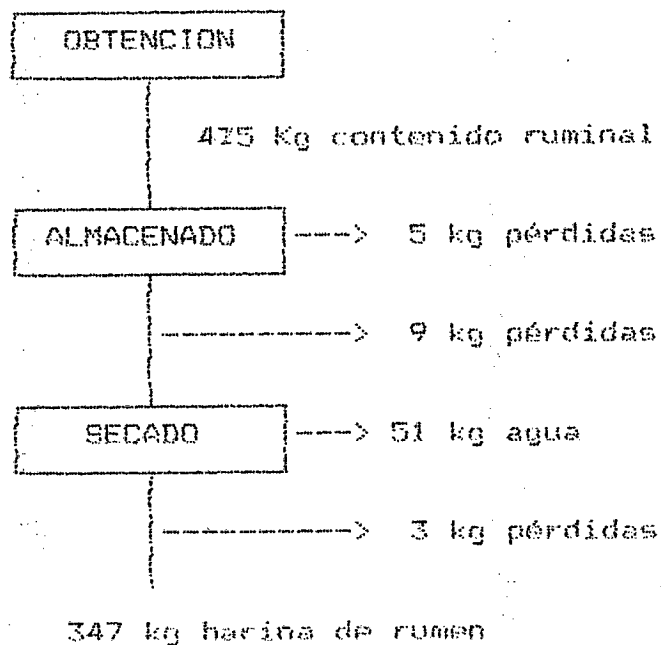 OBTENCION
415 Kg contenido ruminal
ALMACENADO ---> 5 kg pérdidas
------------> 9 kg pérdidas
SECADO ---> 51 kg agua
------------> 3 kg pérdidas
347 kg harina de rumen